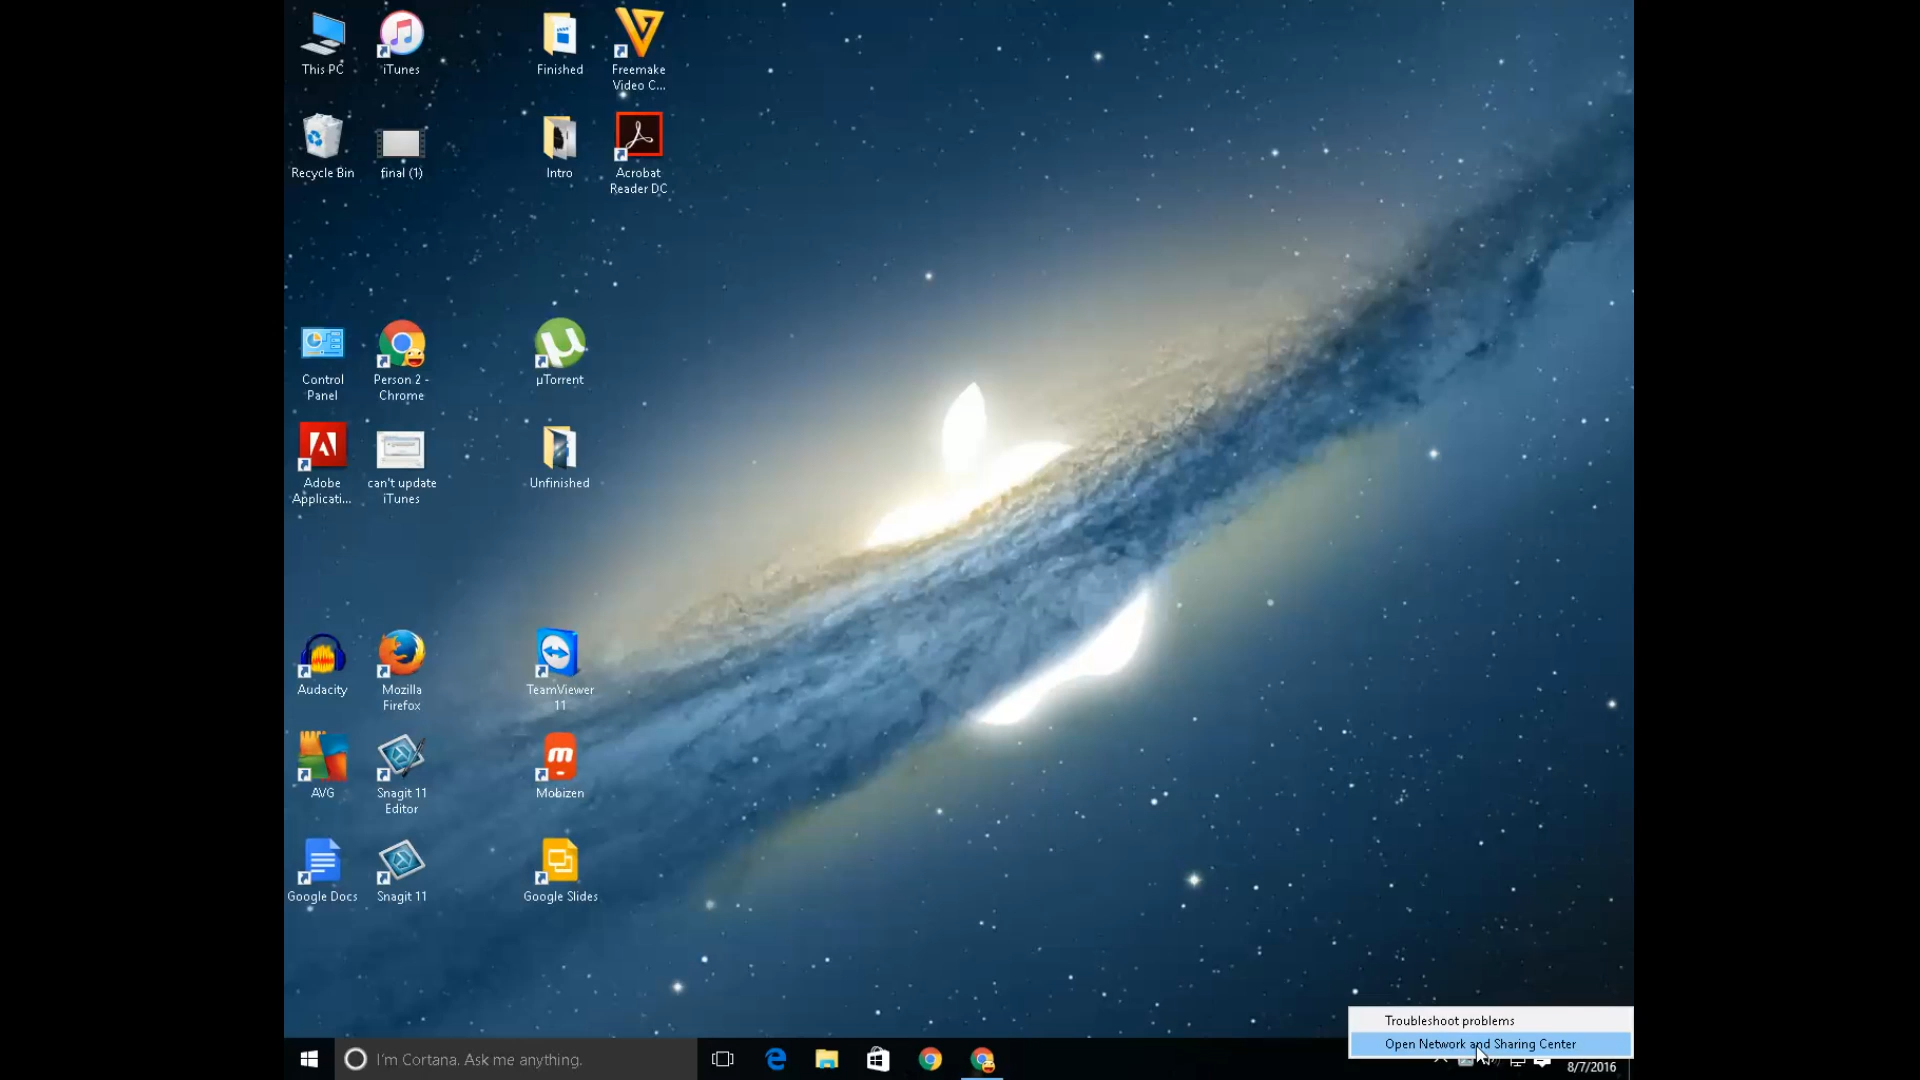 This PC
iTunes
Finished
Freemake
Video C...
Recycle Bin
final (1)
Intro
Acrobat
Reader DC
Control
Panel
Person 2 -
Chrome
µTorrent
Adobe
Applicati...
can't update
iTunes
Unfinished
Audacity
Mozilla
Firefox
TeamViewer
11
AVG
Snagit 11
Editor
Mobizen
Google Docs
Snagit 11
Google Slides
Troubleshoot problems
Open Network and Sharing Center
I'm Cortana. Ask me anything.
8/7/2016